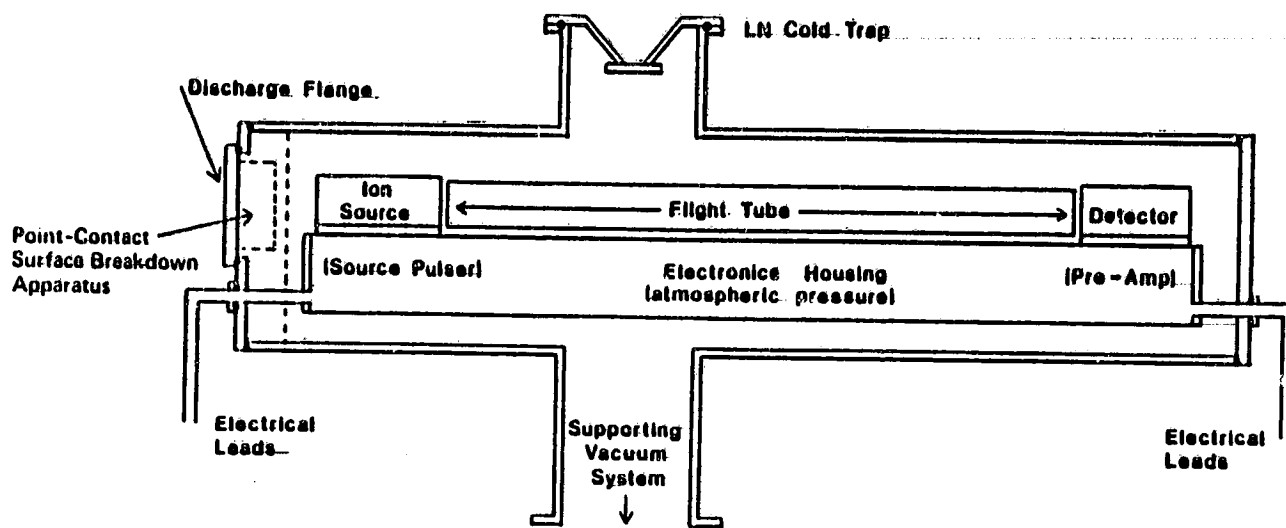 LN Cold Trap
Discharge Flange
Ion
Source
Flight Tube
Detector
Point-Contact
Surface Breakdown
Apparatus
(Source Pulser)
Electronics Housing
(atmospheric pressure)
(Pre-Amp)
Electrical
Leads
Supporting
Vacuum
System
Electrical
Leads